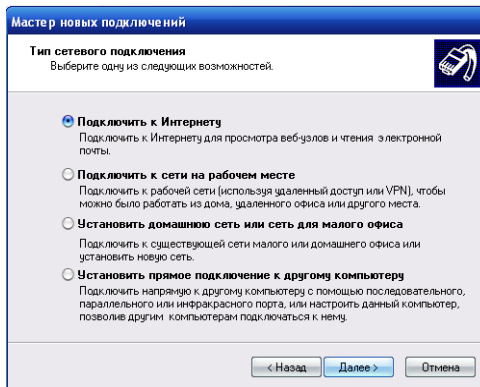 Мастер новых подключений
Тип сетевого подключения
Выберите одну из следующих возможностей.
Подключить к Интернету
Подключить к Интернету для просмотра веб-узлов и чтения электронной
почты.
Подключить к сети на рабочем месте
Подключить к рабочей сети (используя удаленный доступ или VPN), чтобы
можно было работать из дома, удаленного офиса или другого места.
Установить домашнюю сеть или сеть для малого офиса
Подключить к существующей сети малого или домашнего офиса или
установить новую сеть.
Установить прямое подключение к другому компьютеру
Подключить напрямую к другому компьютеру с помощью последовательного,
параллельного или инфракрасного порта, или настроить данный компьютер,
позволив другим компьютерам подключаться к нему.
< Назад Далее > Отмена